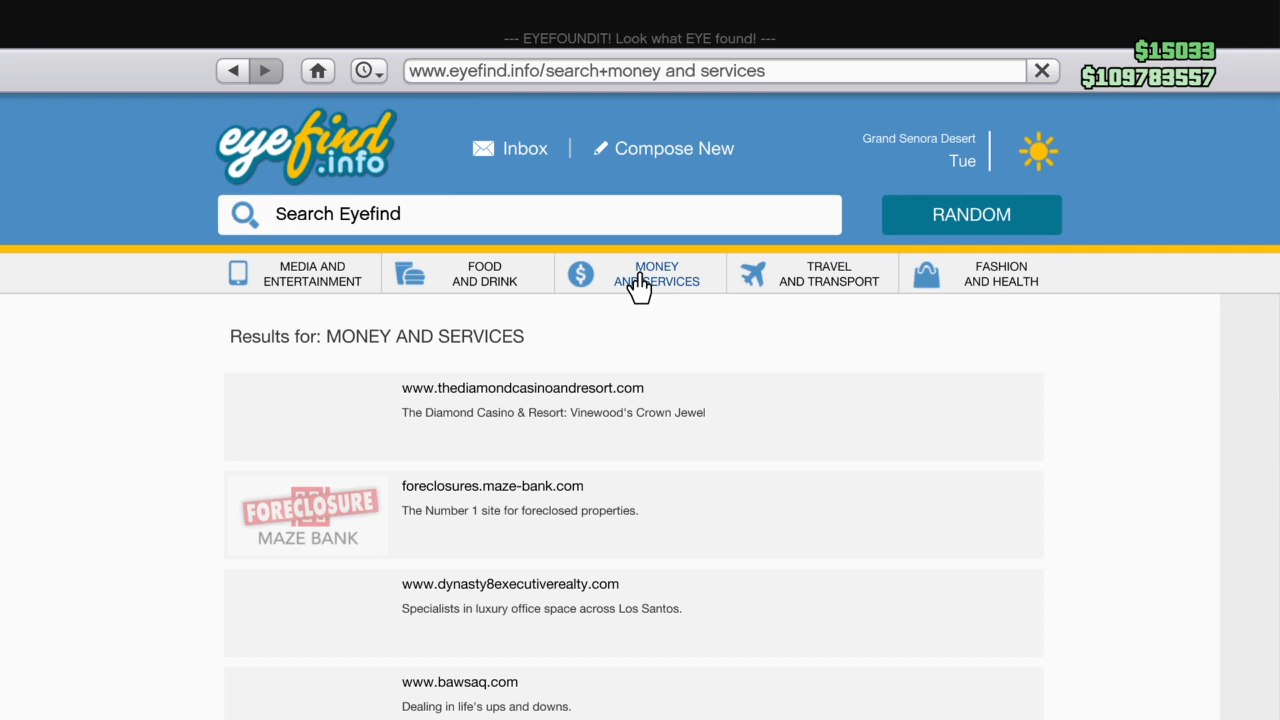 --- EYEFOUNDIT! Look what EYE found! ---
$15033
www.eyefind.info/search+money and services
$109783557
eyefind
.info
Inbox
Compose New
Grand Senora Desert
Tue
Search Eyefind
RANDOM
MEDIA AND
ENTERTAINMENT
FOOD
AND DRINK
MONEY
AND SERVICES
TRAVEL
AND TRANSPORT
FASHION
AND HEALTH
Results for: MONEY AND SERVICES
www.thediamondcasinoandresort.com
The Diamond Casino & Resort: Vinewood's Crown Jewel
FORECLOSURE
MAZE BANK
foreclosures.maze-bank.com
The Number 1 site for foreclosed properties.
www.dynasty8executiverealty.com
Specialists in luxury office space across Los Santos.
www.bawsaq.com
Dealing in life's ups and downs.